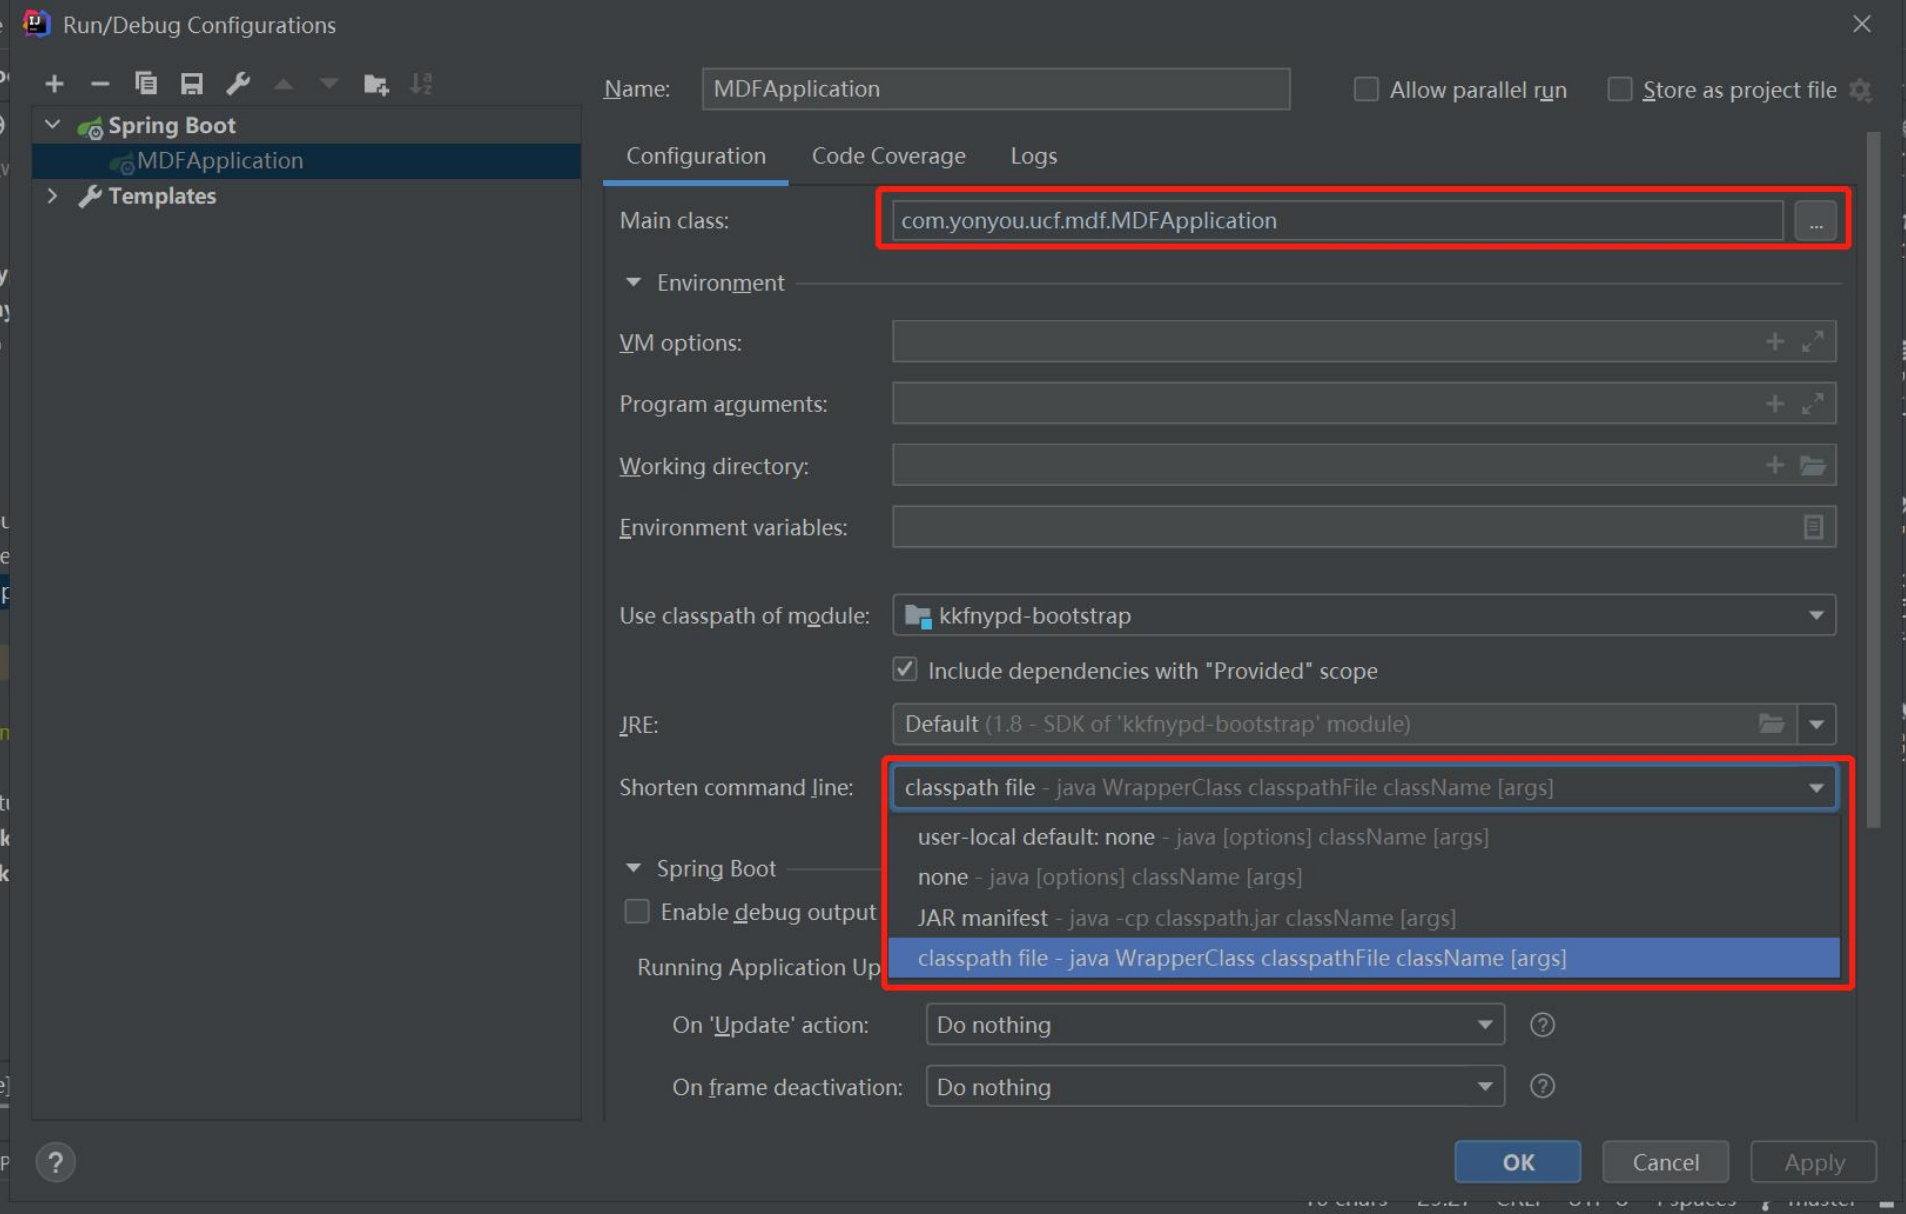 Run/Debug Configurations
Name: MDFApplication
Allow parallel run
Store as project file
Spring Boot
MDFApplication
Templates
Configuration Code Coverage Logs
Main class: com.yonyou.ucf.mdf.MDFApplication ...
Environment
VM options:
Program arguments:
Working directory:
Environment variables:
Use classpath of module: kkfnypd-bootstrap
Include dependencies with "Provided" scope
JRE: Default (1.8 - SDK of 'kkfnypd-bootstrap' module)
Shorten command line: classpath file - java WrapperClass classpathFile className [args]
user-local default: none - java [options] className [args]
none - java [options] className [args]
JAR manifest - java -cp classpath.jar className [args]
classpath file - java WrapperClass classpathFile className [args]
Spring Boot
Enable debug output
Running Application Up
On 'Update' action: Do nothing
On frame deactivation: Do nothing
OK Cancel Apply